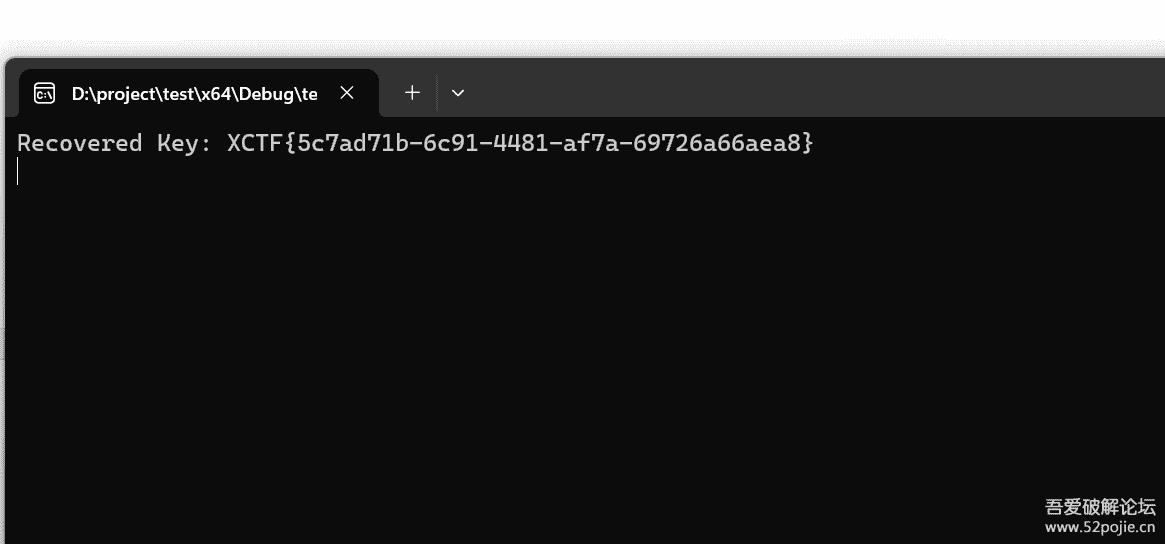 D:\project\test\x64\Debug\te
Recovered Key: XCTF{5c7ad71b-6c91-4481-af7a-69726a66aea8}
吾爱破解论坛
www.52pojie.cn